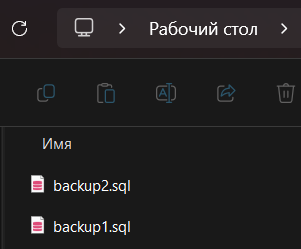 Рабочий стол
Имя
backup2.sql
backup1.sql